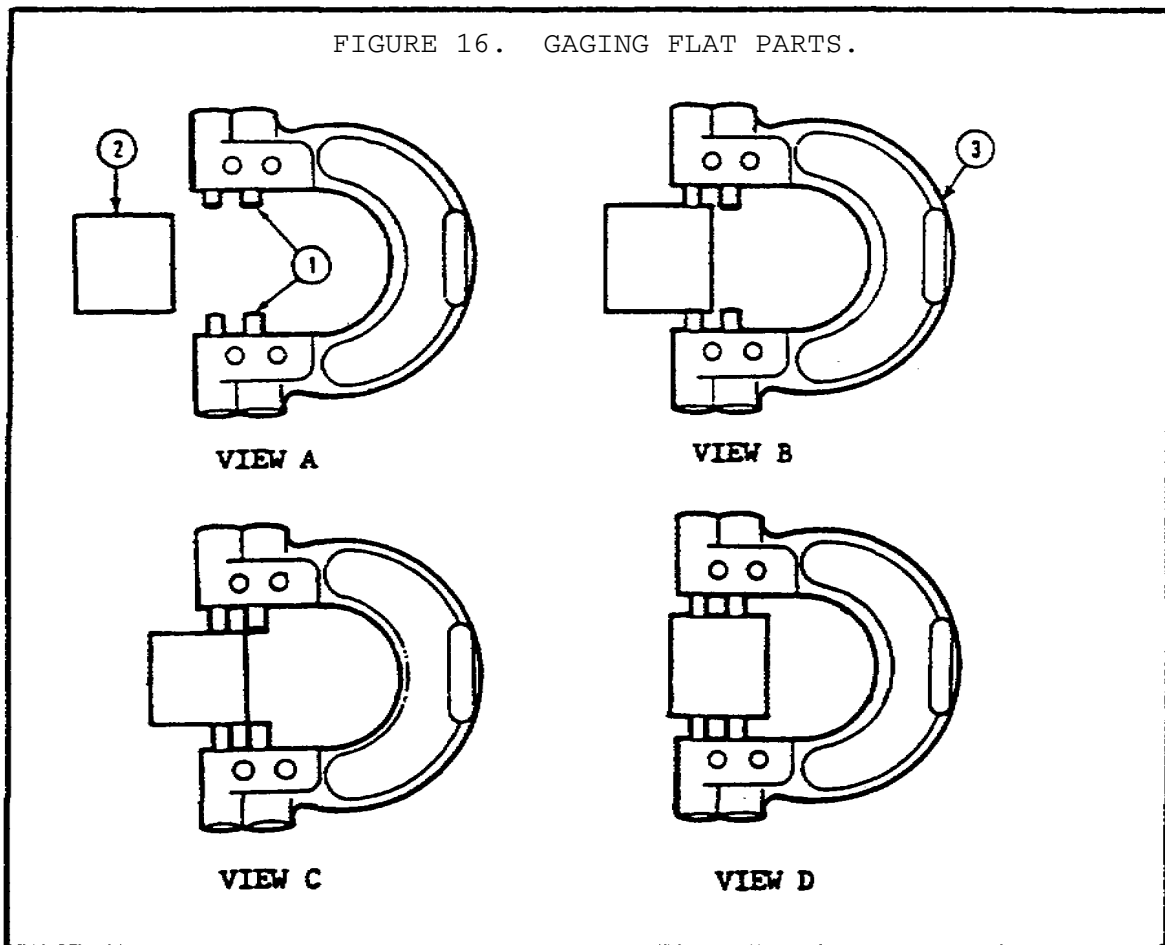 FIGURE 16. GAGING FLAT PARTS.
2
1
3
VIEW A
VIEW B
VIEW C
VIEW D